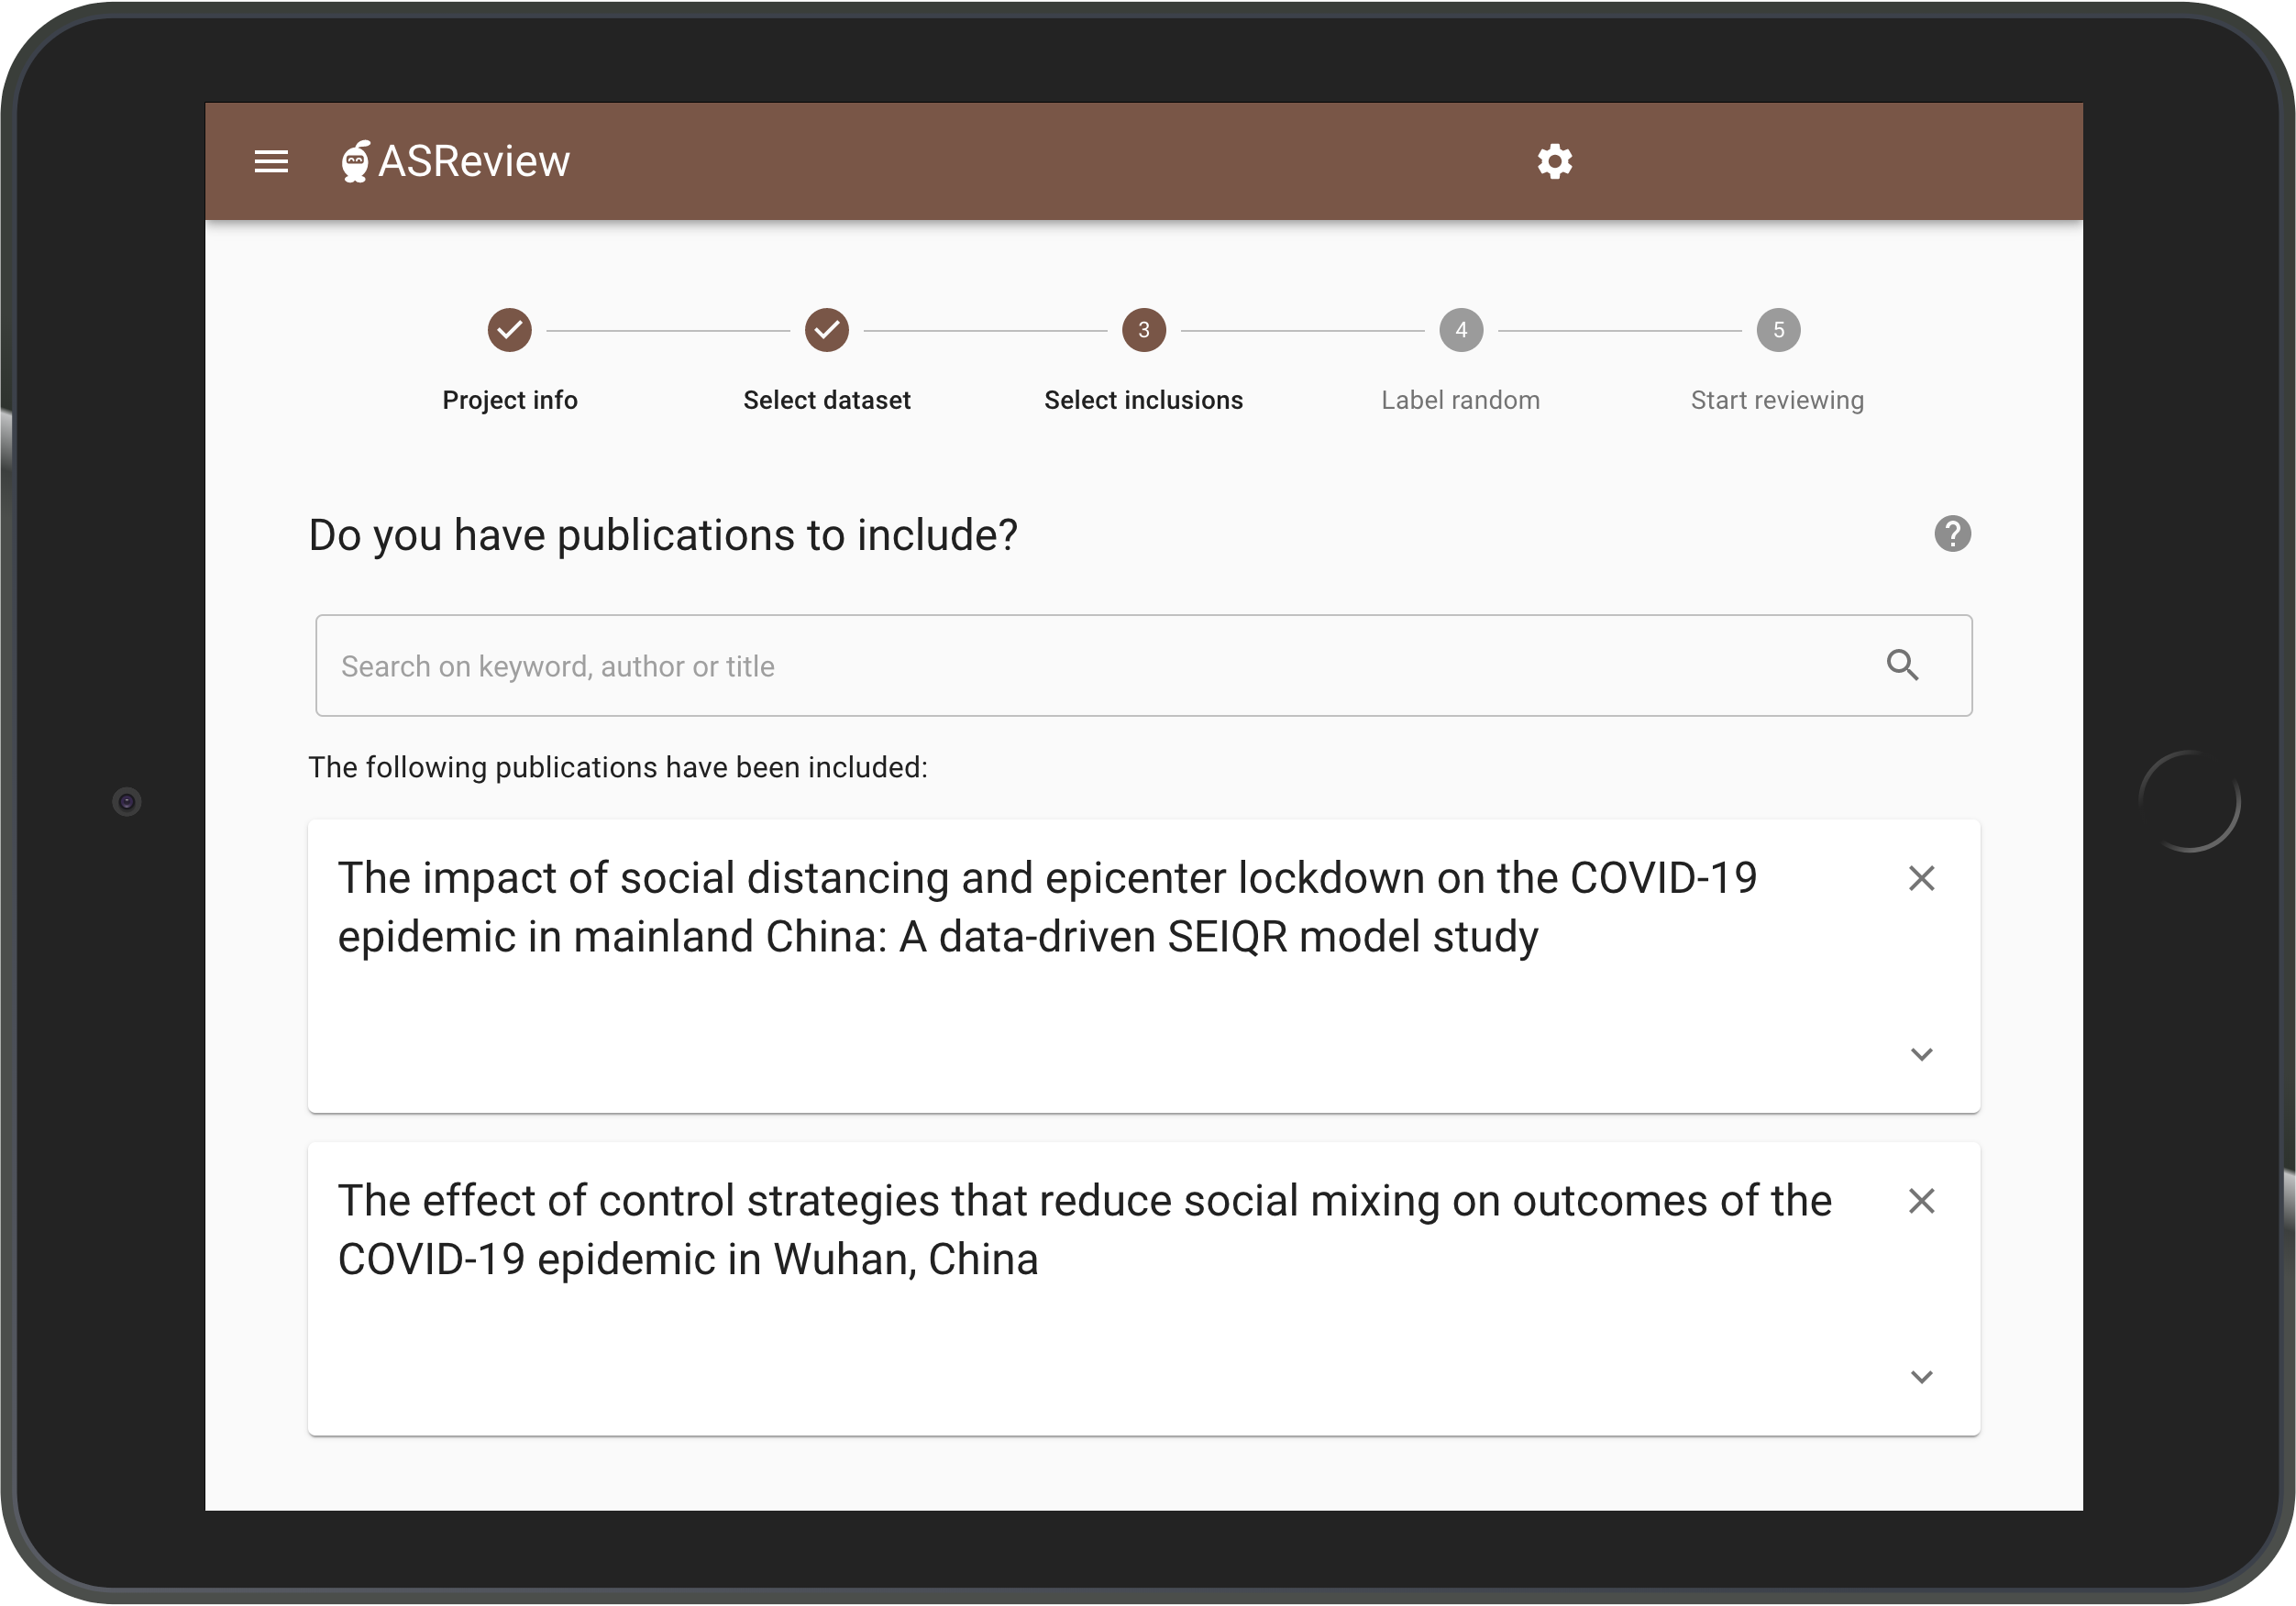 ASReview
3
4
5
Project info
Select dataset
Select inclusions
Label random
Start reviewing
Do you have publications to include?
?
Search on keyword, author or title
The following publications have been included:
The impact of social distancing and epicenter lockdown on the COVID-19
epidemic in mainland China: A data-driven SEIQR model study
The effect of control strategies that reduce social mixing on outcomes of the
COVID-19 epidemic in Wuhan, China